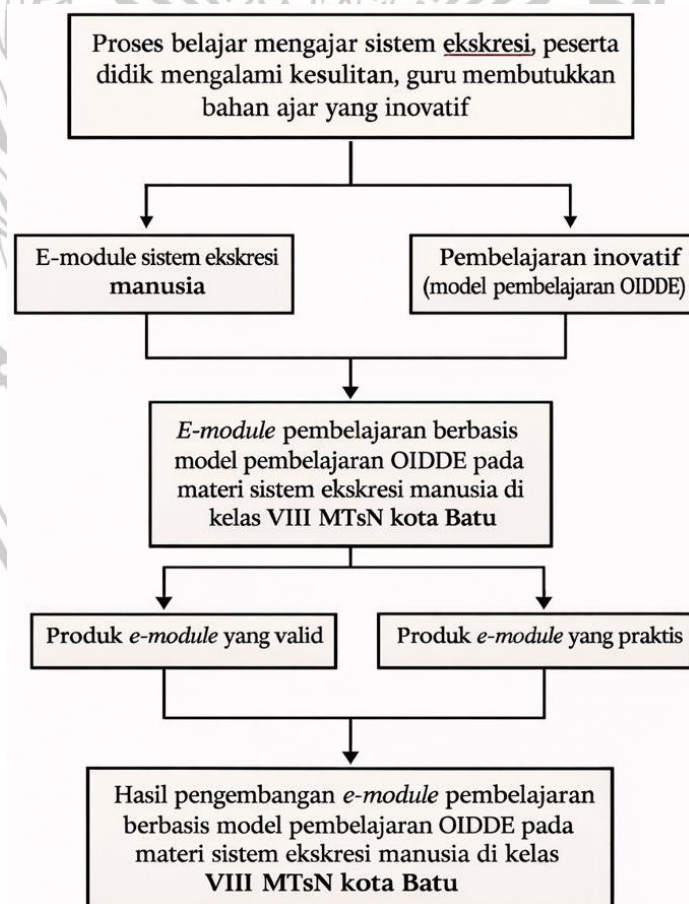 Proses belajar mengajar sistem ekskresi, peserta
didik mengalami kesulitan, guru membutukkan
bahan ajar yang inovatif
E-module sistem ekskresi
manusia
Pembelajaran inovatif
(model pembelajaran OIDDE)
E-module pembelajaran berbasis
model pembelajaran OIDDE pada
materi sistem ekskresi manusia di
kelas VIII MTsN kota Batu
Produk e-module yang valid
Produk e-module yang praktis
Hasil pengembangan e-module pembelajaran
berbasis model pembelajaran OIDDE pada
materi sistem ekskresi manusia di kelas
VIII MTsN kota Batu